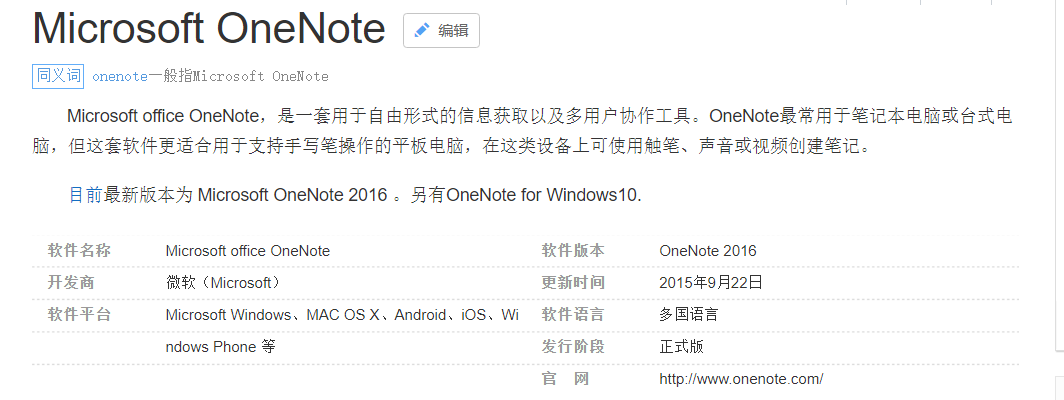 Microsoft OneNote 编辑
同义词 onenote一般指Microsoft OneNote
Microsoft office OneNote，是一套用于自由形式的信息获取以及多用户协作工具。OneNote最常用于笔记本电脑或台式电
脑，但这套软件更适合用于支持手写笔操作的平板电脑，在这类设备上可使用触笔、声音或视频创建笔记。
目前最新版本为 Microsoft OneNote 2016 。另有OneNote for Windows10.
软件名称 Microsoft office OneNote 软件版本 OneNote 2016
开发商 微软（Microsoft） 更新时间 2015年9月22日
软件平台 Microsoft Windows、MAC OS X、Android、iOS、Wi 软件语言 多国语言
ndows Phone 等 发行阶段 正式版
官 网 http://www.onenote.com/